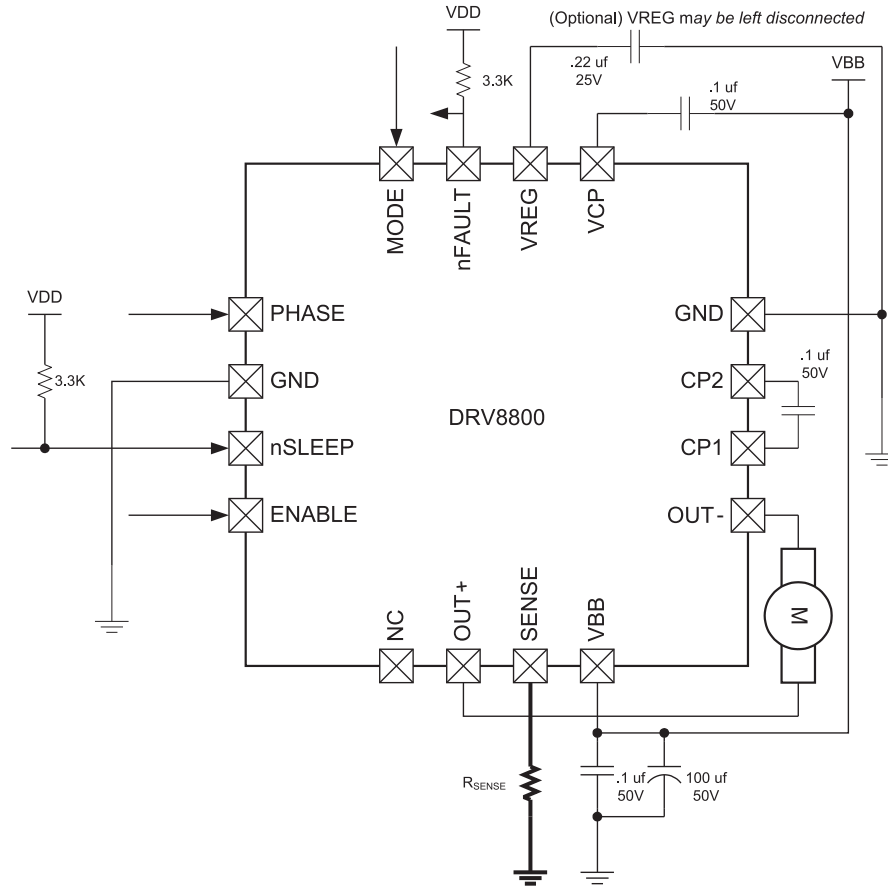 VDD
(Optional) VREG may be left disconnected
.22 uf
25V
VBB
3.3K
.1 uf
50V
MODE
nFAULT
VREG
VCP
VDD
PHASE
GND
3.3K
GND
CP2
.1 uf
50V
DRV8800
nSLEEP
CP1
ENABLE
OUT-
NC
OUT+
SENSE
VBB
M
RSENSE
.1 uf
50V
100 uf
50V